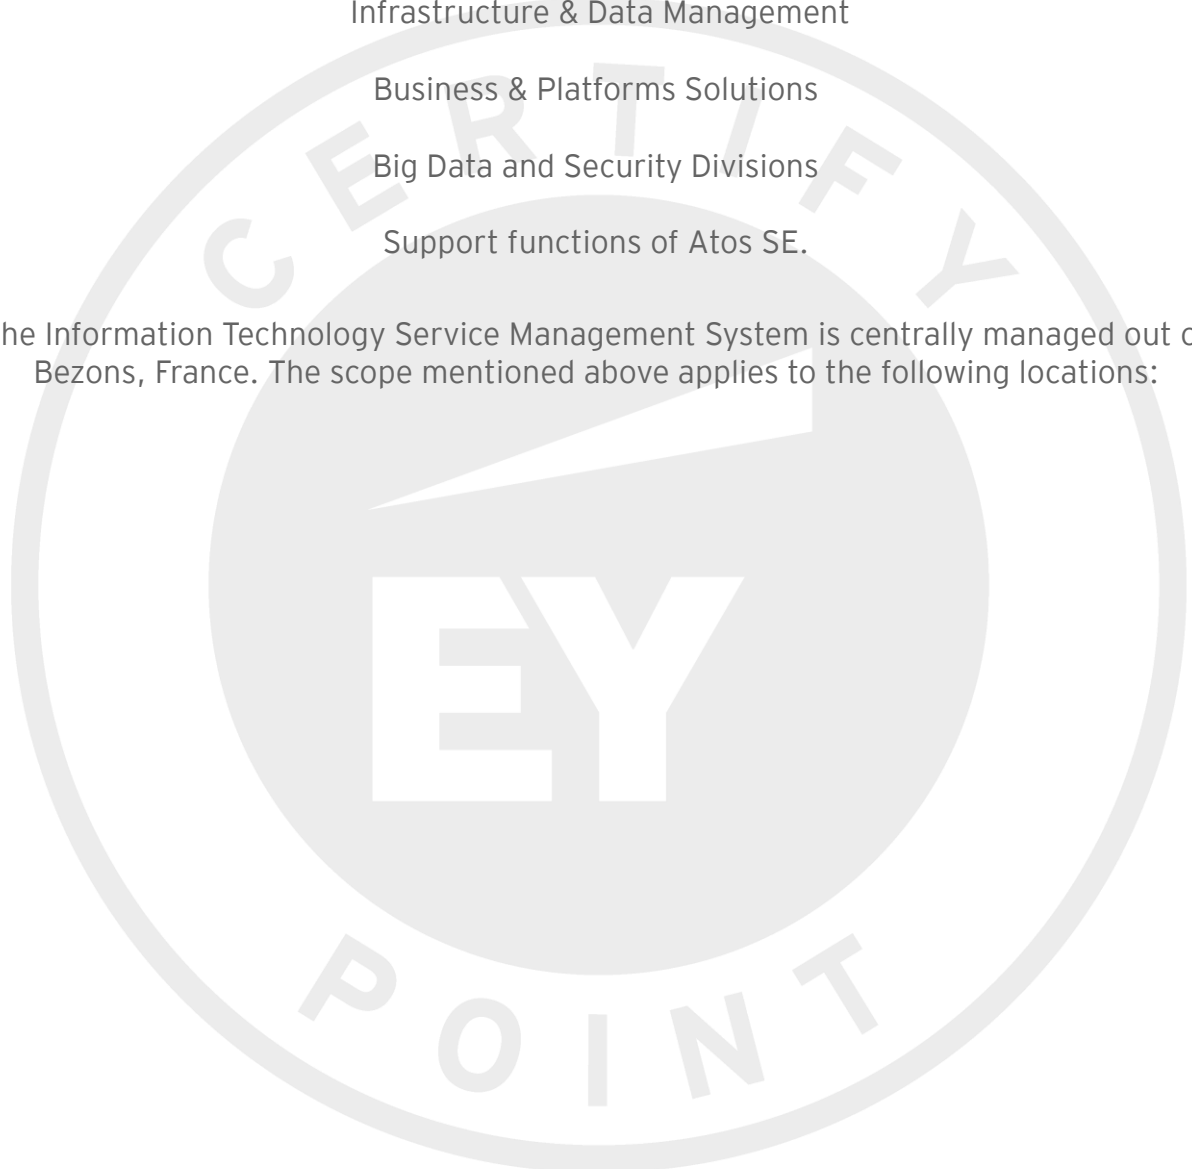 Infrastructure & Data Management
Business & Platforms Solutions
Big Data and Security Divisions
Support functions of Atos SE.
he Information Technology Service Management System is centrally managed out o
Bezons, France. The scope mentioned above applies to the following locations:
CERTIFY
EY
POINT